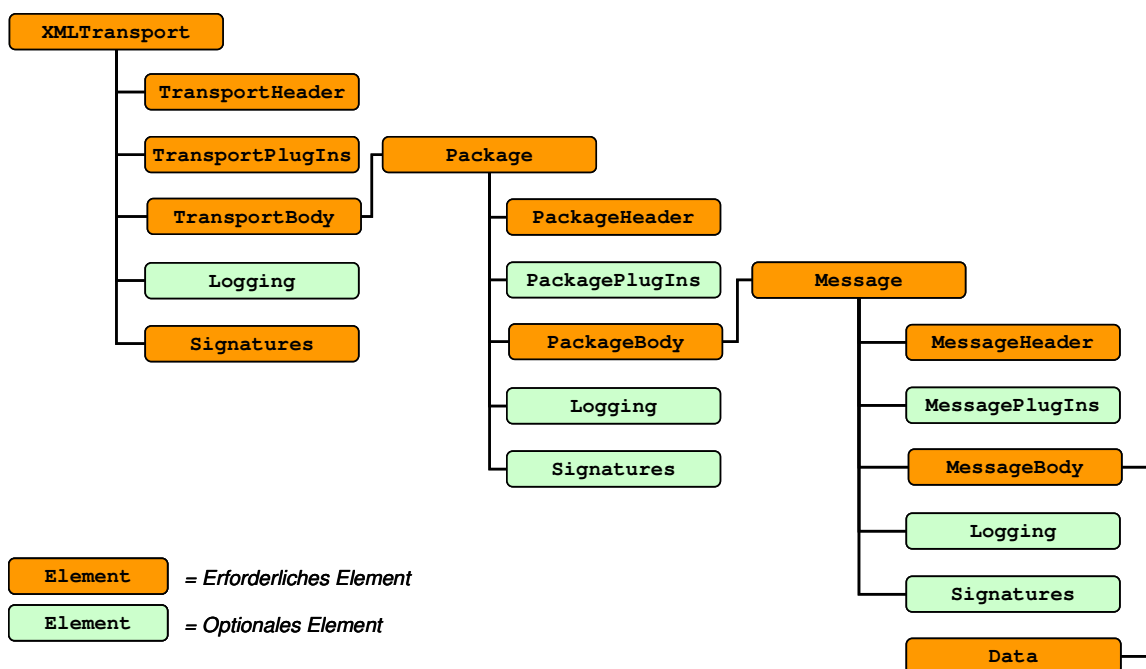 XMLTransport
TransportHeader
TransportPlugIns
TransportBody
Logging
Signatures
Package
PackageHeader
PackagePlugIns
PackageBody
Logging
Signatures
Message
MessageHeader
MessagePlugIns
MessageBody
Logging
Signatures
Data
Element = Erforderliches Element
Element = Optionales Element